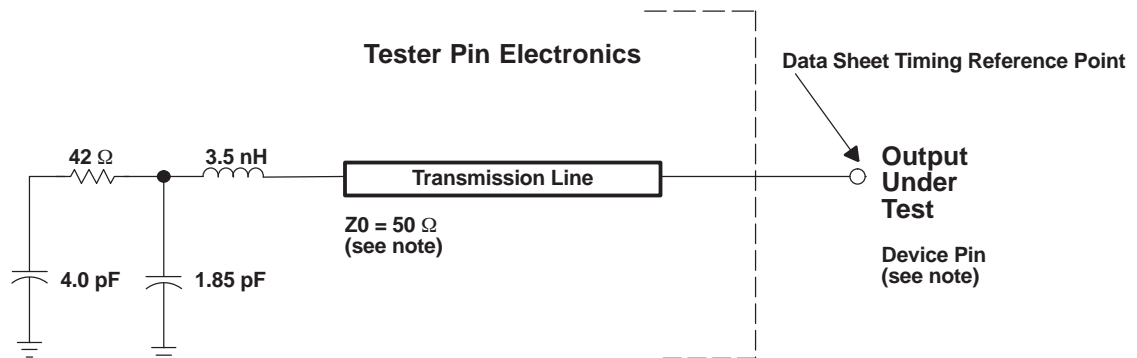 Tester Pin Electronics
Data Sheet Timing Reference Point
42 Ω
3.5 nH
Transmission Line
Output
Under
Test
Z0 = 50 Ω
(see note)
Device Pin
(see note)
4.0 pF
1.85 pF